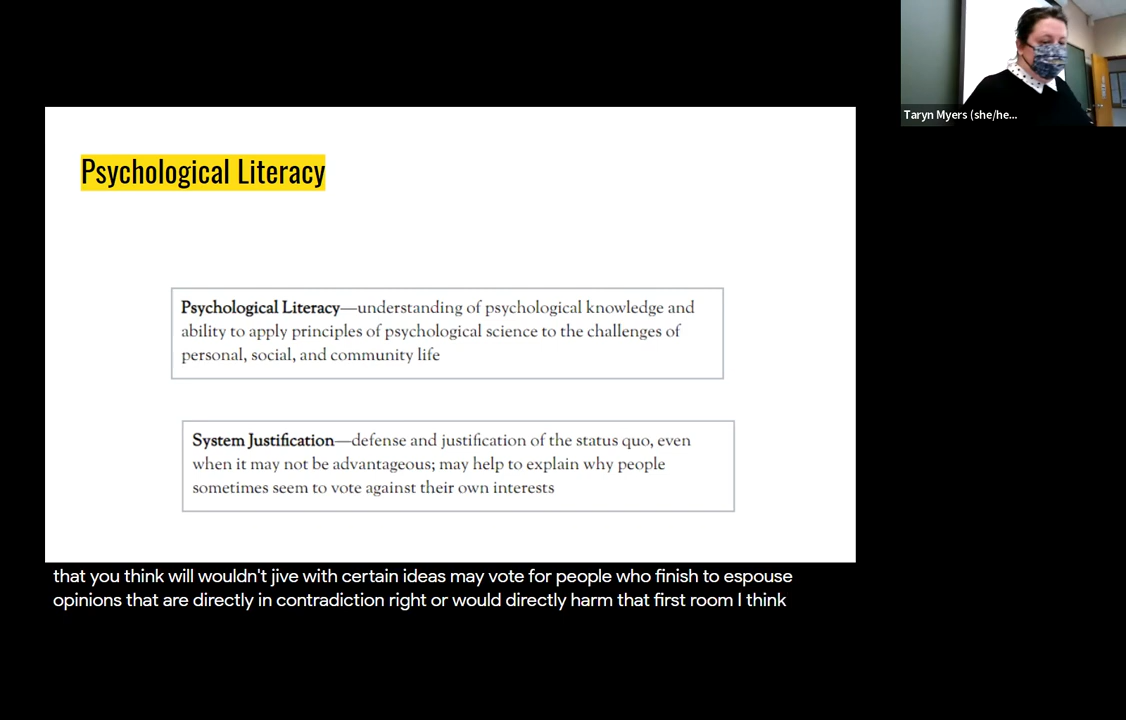 Taryn Myers (she/he...
Psychological Literacy
Psychological Literacy—understanding of psychological knowledge and
ability to apply principles of psychological science to the challenges of
personal, social, and community life
System Justification—defense and justification of the status quo, even
when it may not be advantageous; may help to explain why people
sometimes seem to vote against their own interests
that you think will wouldn't jive with certain ideas may vote for people who finish to espouse
opinions that are directly in contradiction right or would directly harm that first room I think